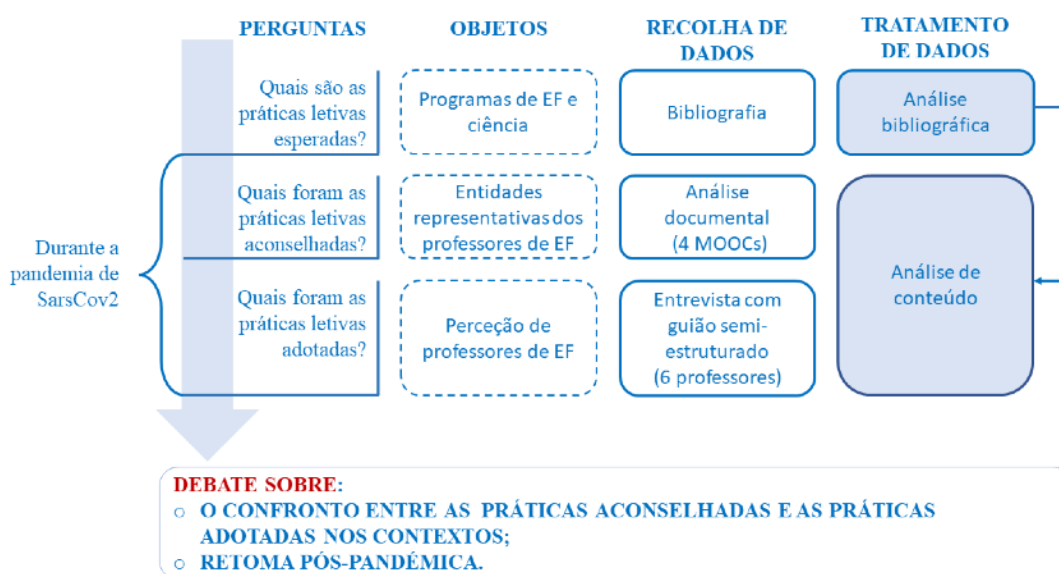 PERGUNTAS
OBJETOS
RECOLHA DE
DADOS
TRATAMENTO
DE DADOS
Quais são as
práticas letivas
esperadas?
Programas de EF e
ciência
Bibliografia
Análise
bibliográfica
Durante a
pandemia de
SarsCov2
Quais foram as
práticas letivas
aconselhadas?
Entidades
representativas dos
professores de EF
Análise
documental
(4 MOOCs)
Análise de
conteúdo
Quais foram as
práticas letivas
adotadas?
Perceção de
professores de EF
Entrevista com
guião semi-
estruturado
(6 professores)
DEBATE SOBRE:
o O CONFRONTO ENTRE AS PRÁTICAS ACONSELHADAS E AS PRÁTICAS
ADOTADAS NOS CONTEXTOS;
o RETOMA PÓS-PANDÉMICA.